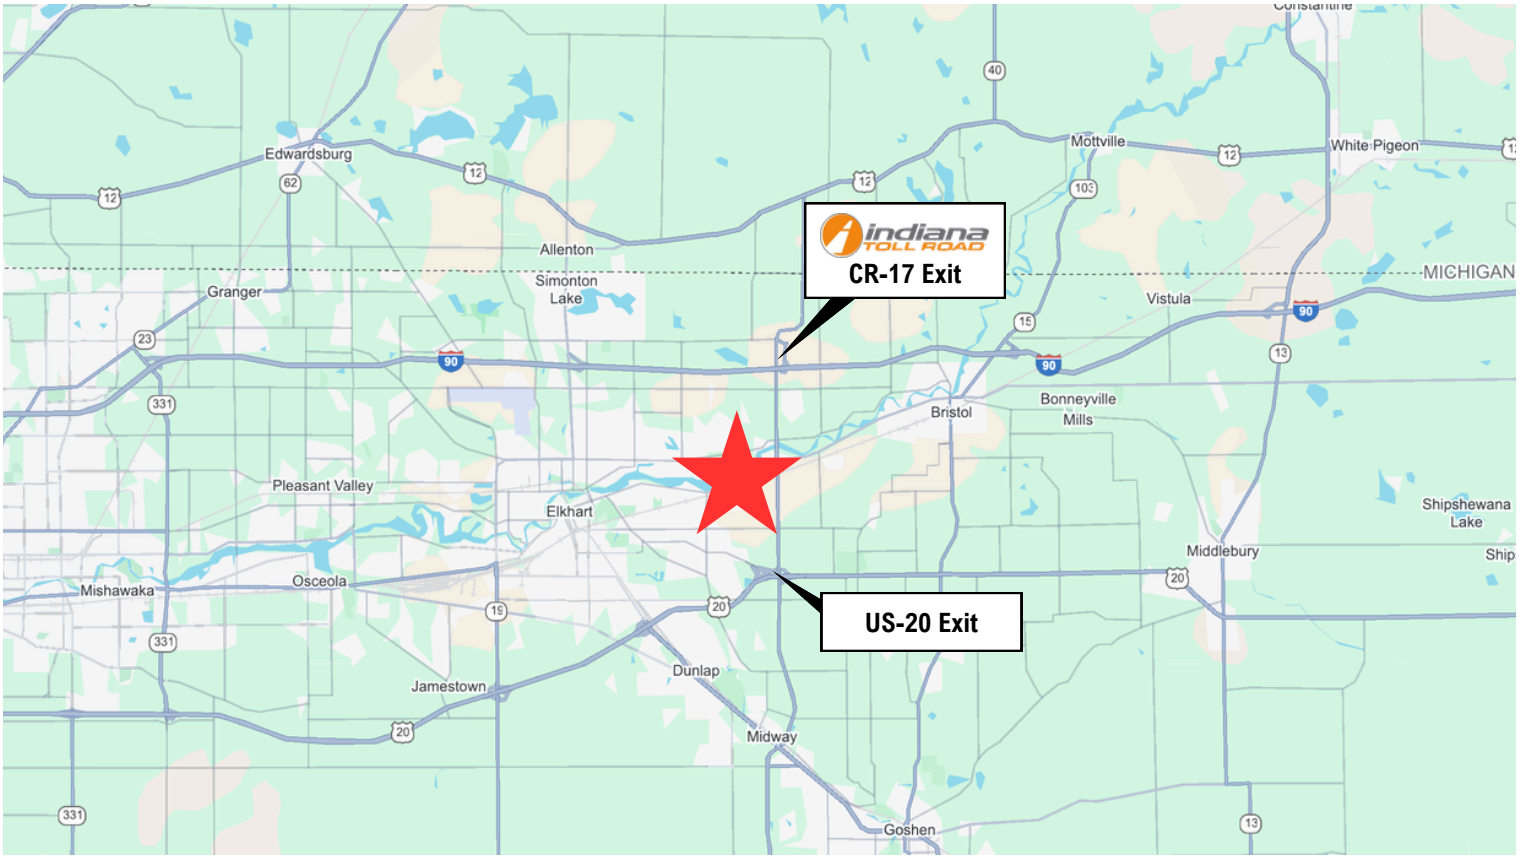 Constantine
40
Mottville
12
White Pigeon
12
Edwardsburg
12
62
12
12
103
indiana
TOLL ROAD
CR-17 Exit
Allenton
Simonton
Lake
MICHIGAN
Granger
Vistula
90
15
23
13
90
90
331
Bristol
Bonneyville
Mills
Pleasant Valley
Elkhart
Shipshewana
Lake
Middlebury
Ships
Osceola
Mishawaka
20
19
20
US-20 Exit
331
Dunlap
Jamestown
20
Midway
331
13
Goshen